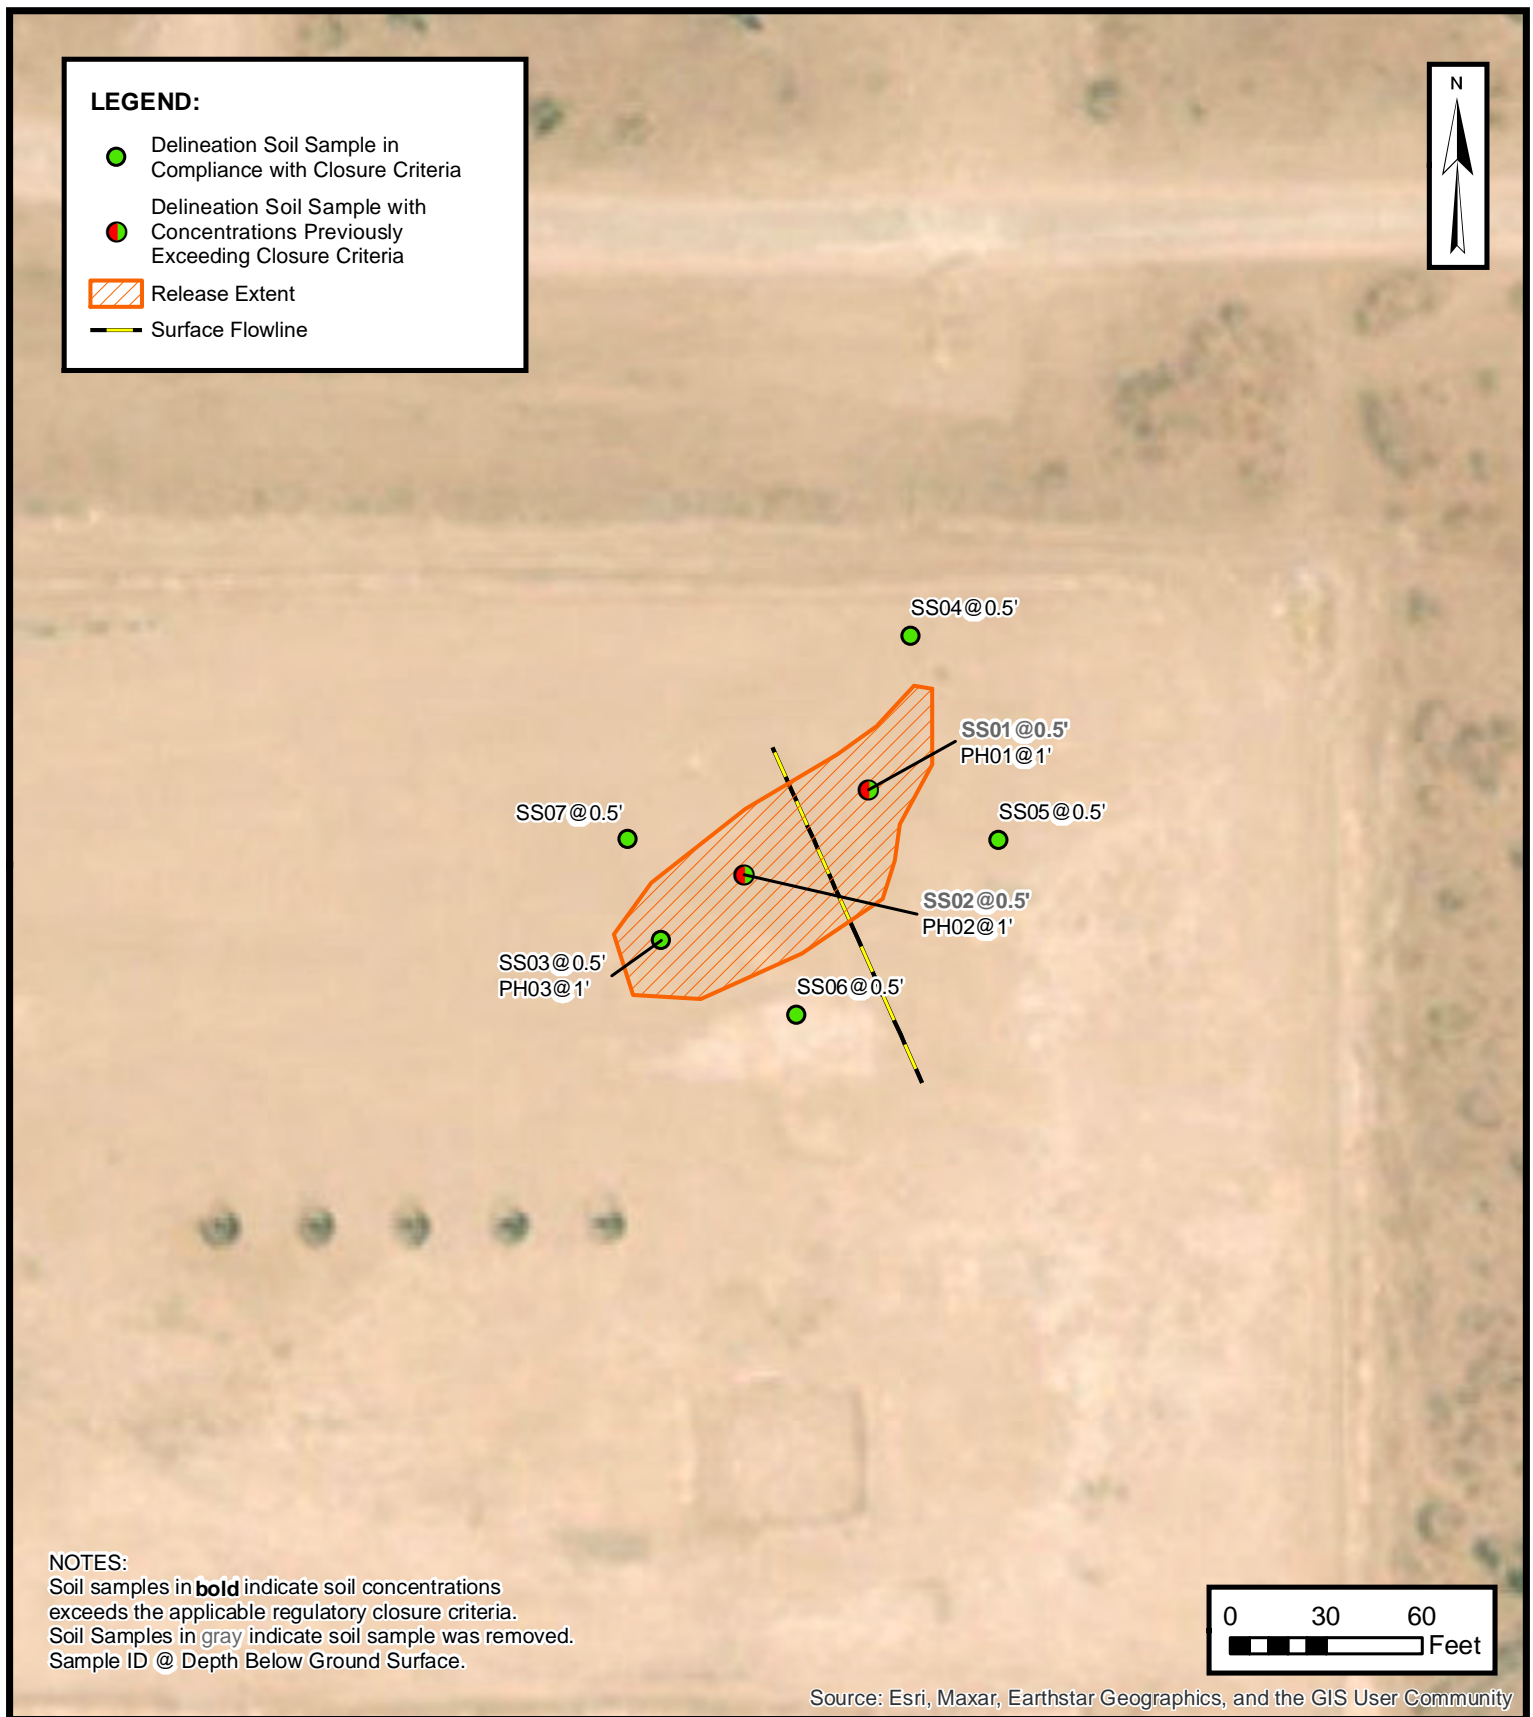 LEGEND:
Delineation Soil Sample in
Compliance with Closure Criteria
Delineation Soil Sample with
Concentrations Previously
Exceeding Closure Criteria
Release Extent
Surface Flowline
N
SS04@0.5'
SS01@0.5'
PH01@1'
SS07@0.5'
SS05@0.5'
SS02@0.5'
PH02@1'
SS03@0.5'
PH03@1'
SS06@0.5'
NOTES:
Soil samples in bold indicate soil concentrations
exceeds the applicable regulatory closure criteria.
Soil Samples in gray indicate soil sample was removed.
Sample ID @ Depth Below Ground Surface.
0 30 60
Feet
Source: Esri, Maxar, Earthstar Geographics, and the GIS User Community